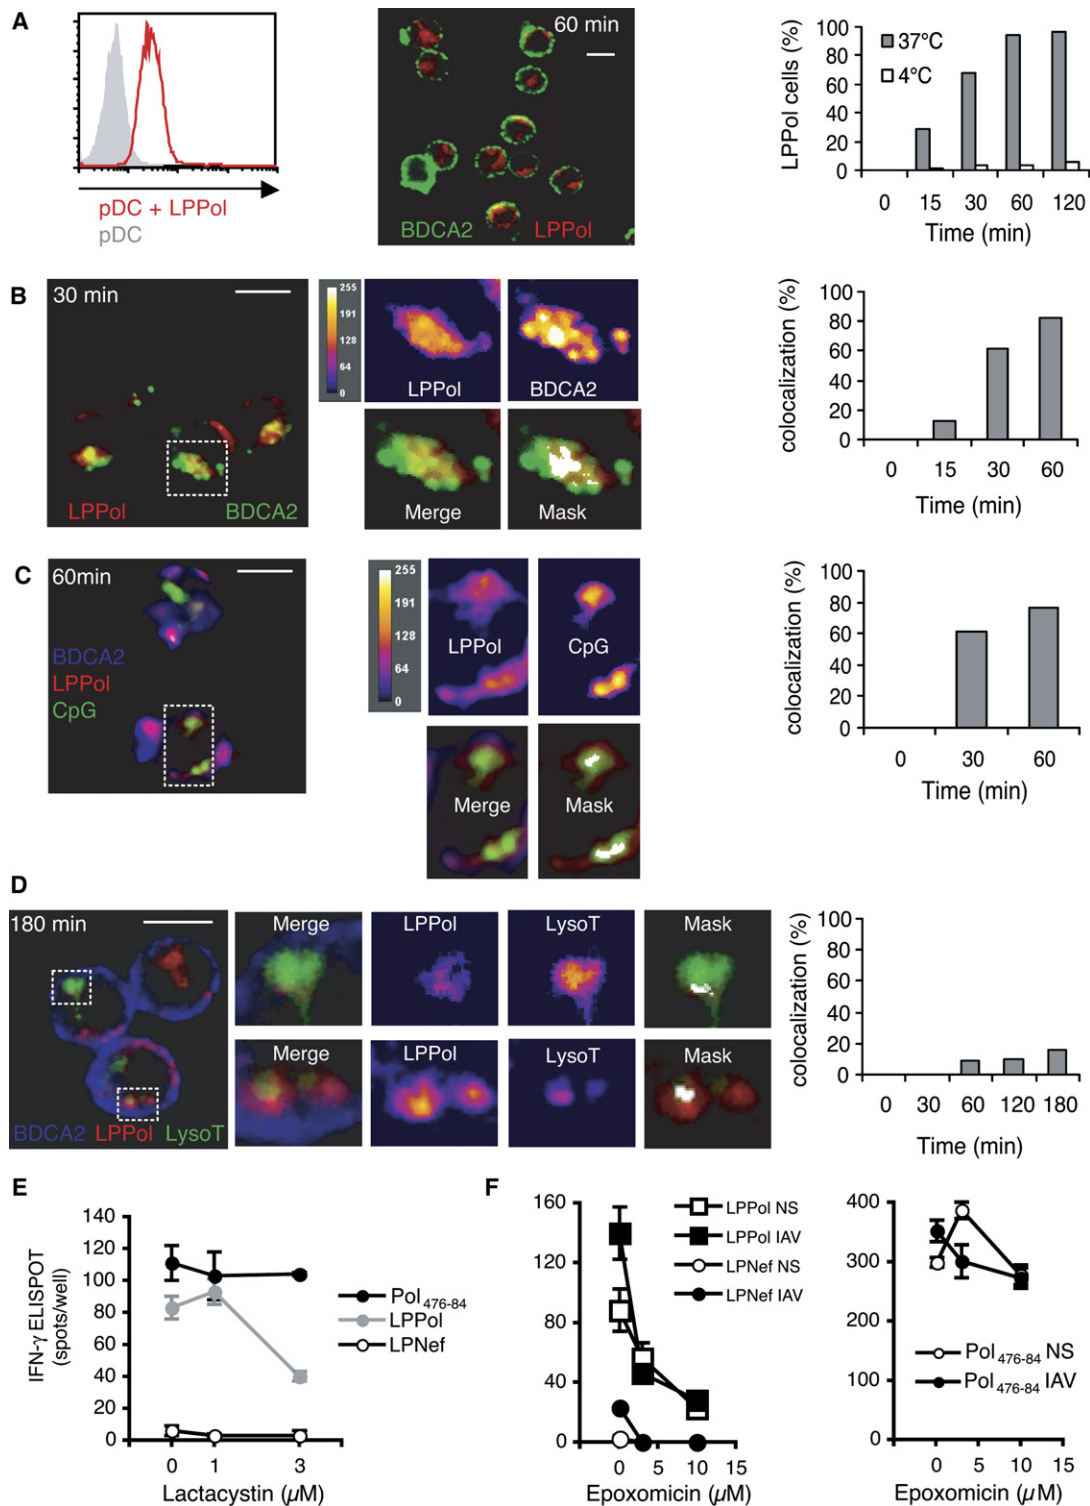 A
pDC + LPPol
pDC
60 min
BDCA2 LPPol
LPPol cells (%)
100
80
60
40
20
0
37°C
4°C
0 15 30 60 120
Time (min)
B
30 min
LPPol BDCA2
255
191
128
64
0
LPPol
BDCA2
Merge
Mask
colocalization (%)
100
80
60
40
20
0
0 15 30 60
Time (min)
C
60min
BDCA2
LPPol
CpG
255
191
128
64
0
LPPol
CpG
Merge
Mask
colocalization (%)
100
80
60
40
20
0
0 30 60
Time (min)
D
180 min
BDCA2 LPPol LysoT
Merge LPPol LysoT Mask
Merge LPPol LysoT Mask
colocalization (%)
100
80
60
40
20
0
0 30 60 120 180
Time (min)
E
IFN-γ ELISPOT
(spots/well)
140
120
100
80
60
40
20
0
0 1 3
Lactacystin (µM)
Pol476-84
LPPol
LPNef
F
160
120
80
40
0
0 5 10 15
Epoxomicin (µM)
LPPol NS
LPPol IAV
LPNef NS
LPNef IAV
400
300
200
100
0
0 5 10 15
Epoxomicin (µM)
Pol476-84 NS
Pol476-84 IAV